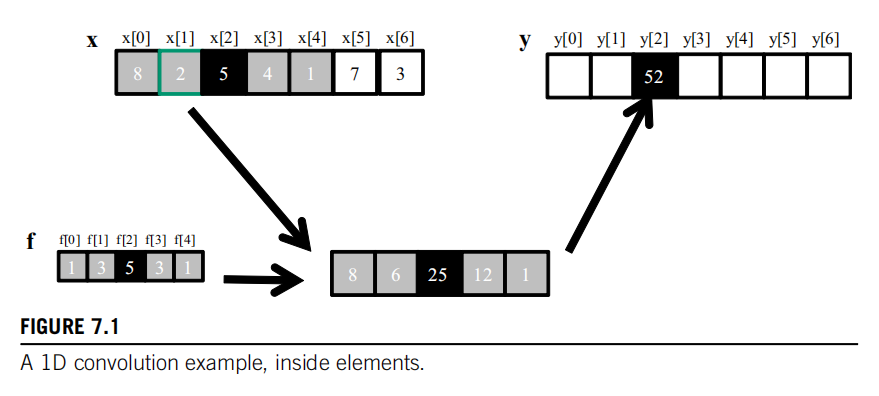 x x[0] x[1] x[2] x[3] x[4] x[5] x[6]
8 2 5 4 1 7 3
y y[0] y[1] y[2] y[3] y[4] y[5] y[6]
52
f f[0] f[1] f[2] f[3] f[4]
1 3 5 3 1
8 6 25 12 1
FIGURE 7.1
A 1D convolution example, inside elements.